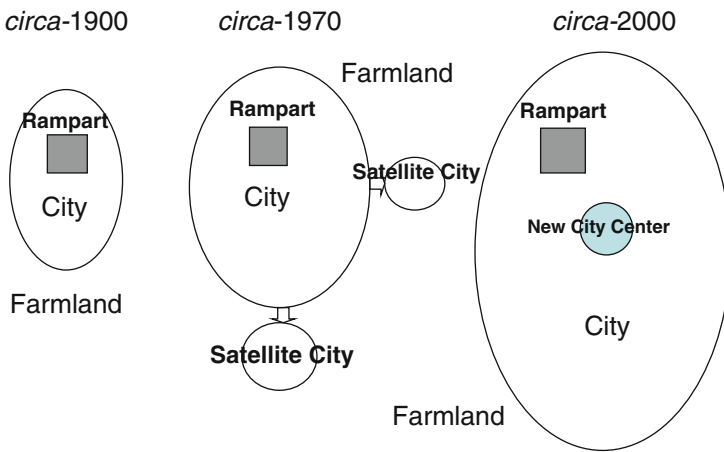 circa-1900
Rampart
City
Farmland
circa-1970
Farmland
Rampart
Satellite City
City
Satellite City
circa-2000
Rampart
New City Center
City
Farmland